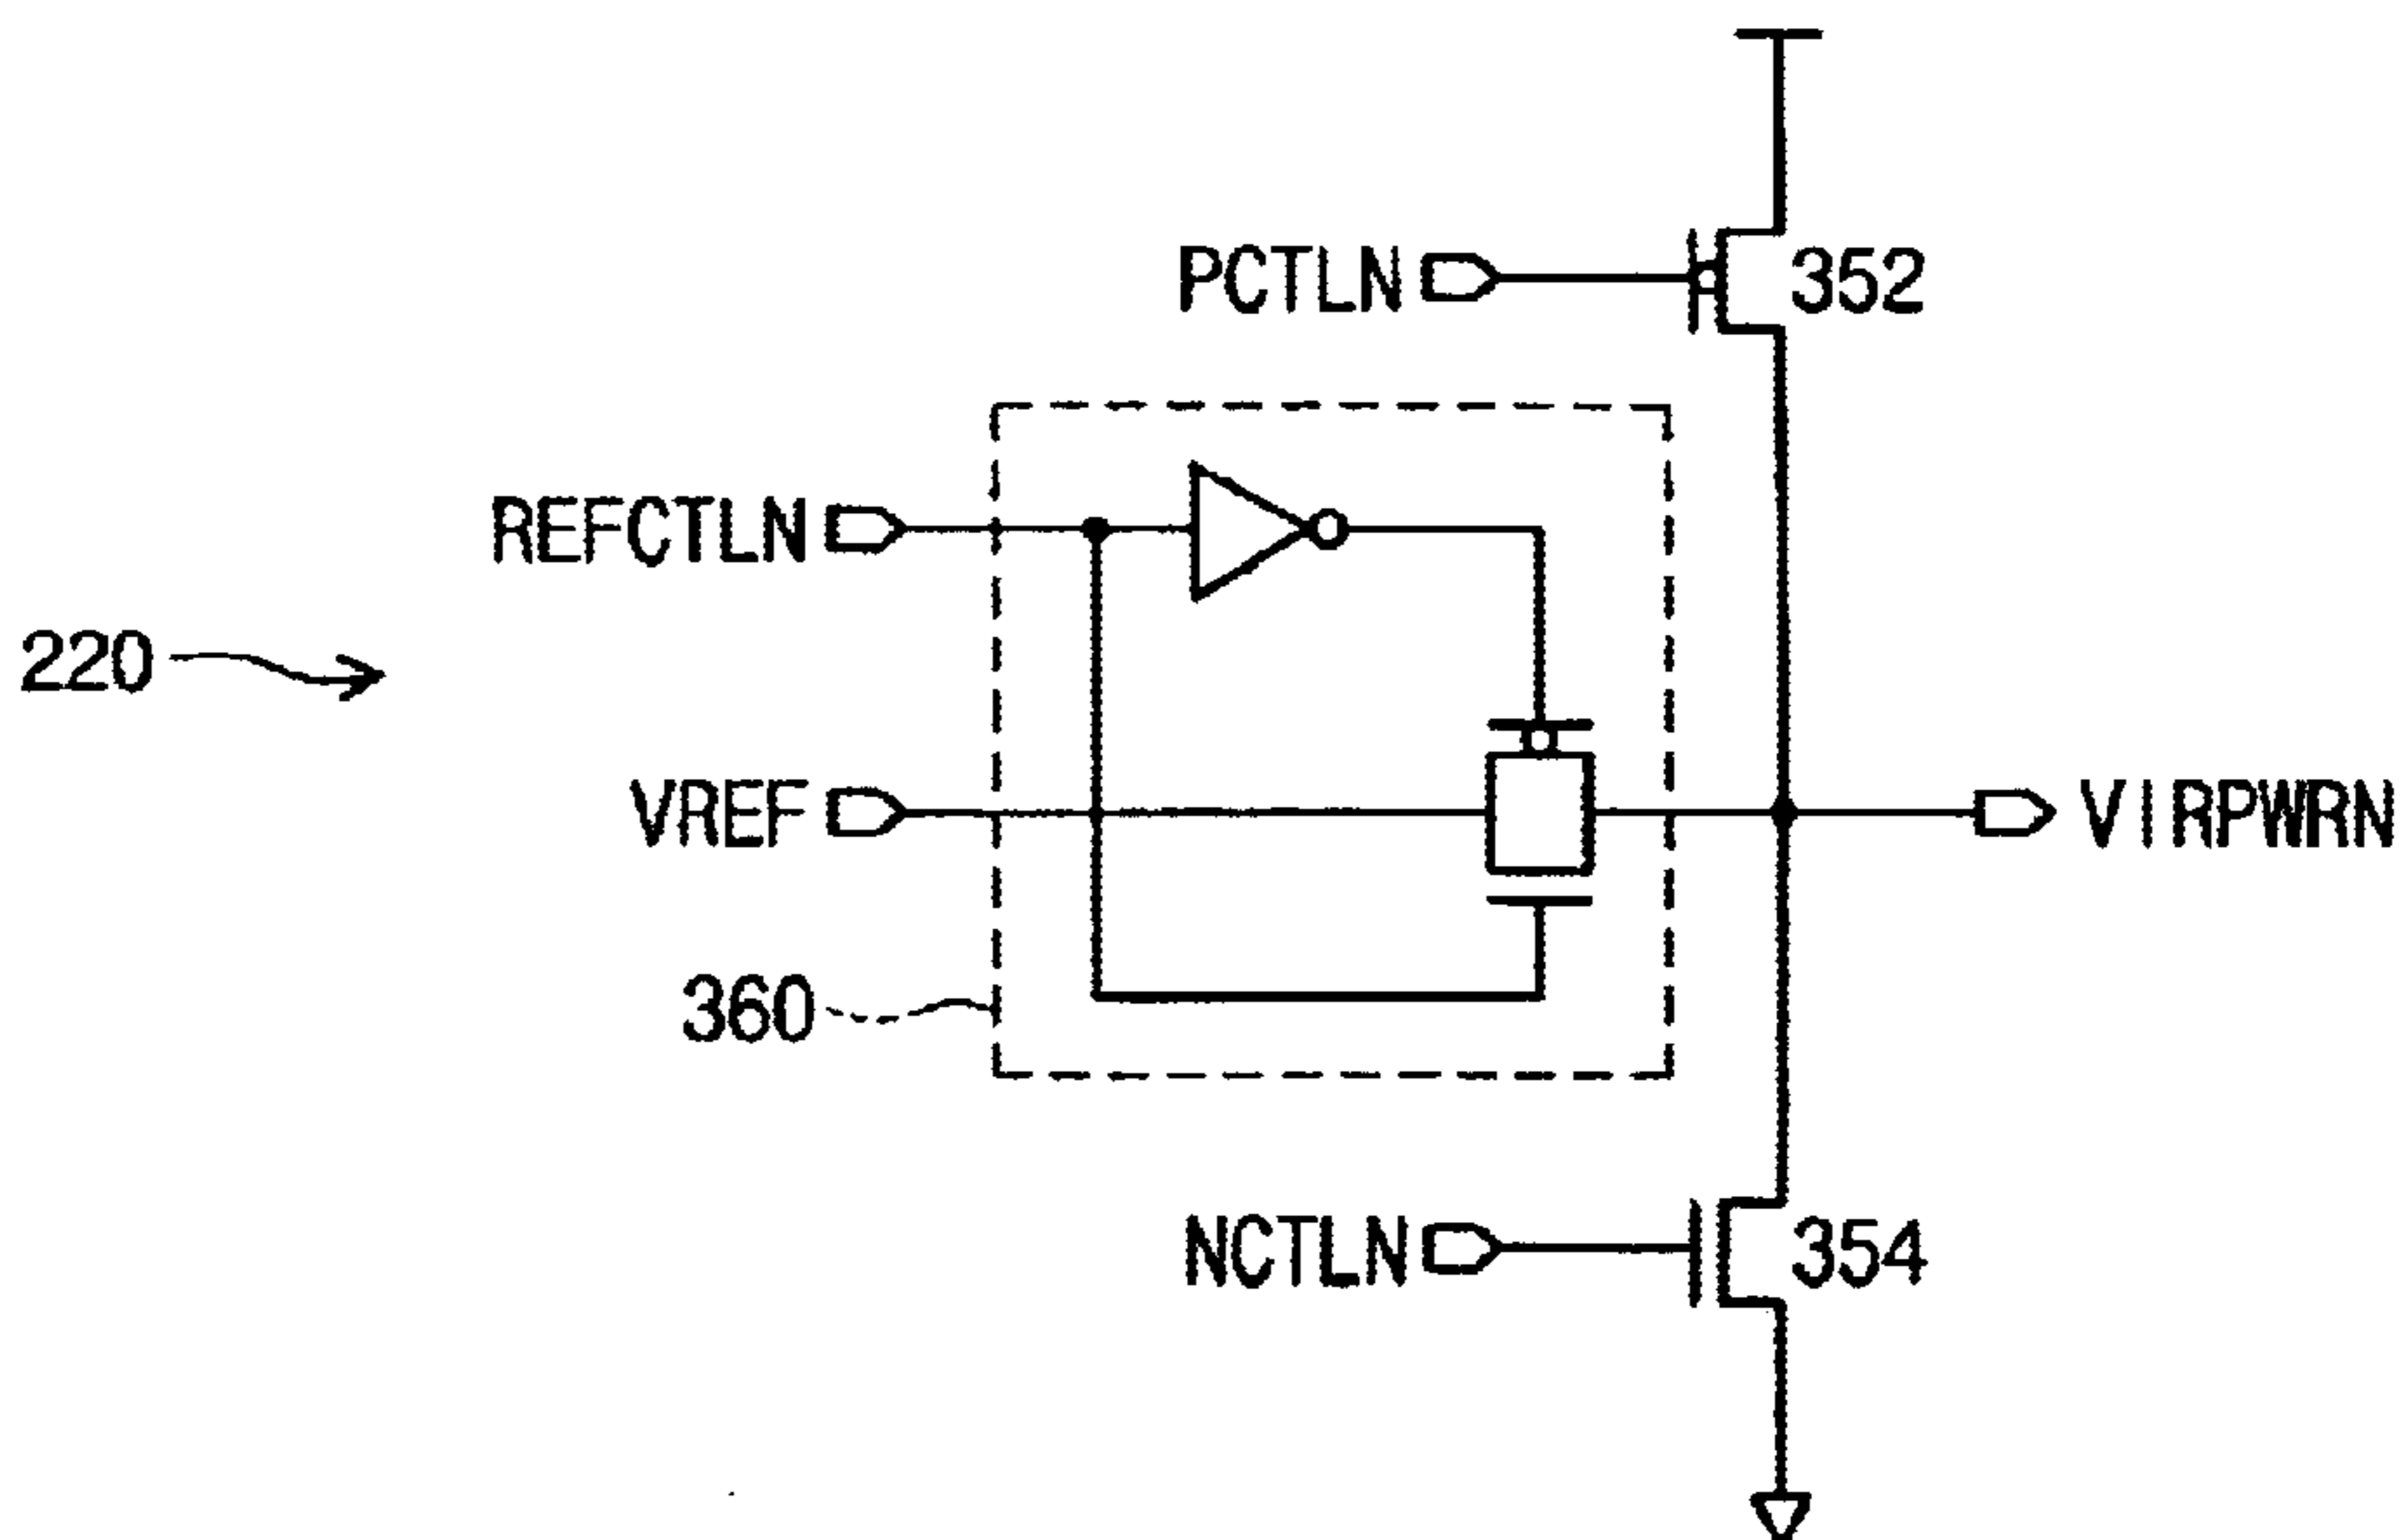 PCTLN
352
REFCTLN
220
VREF
VIRPWRN
360
NCTLN
354